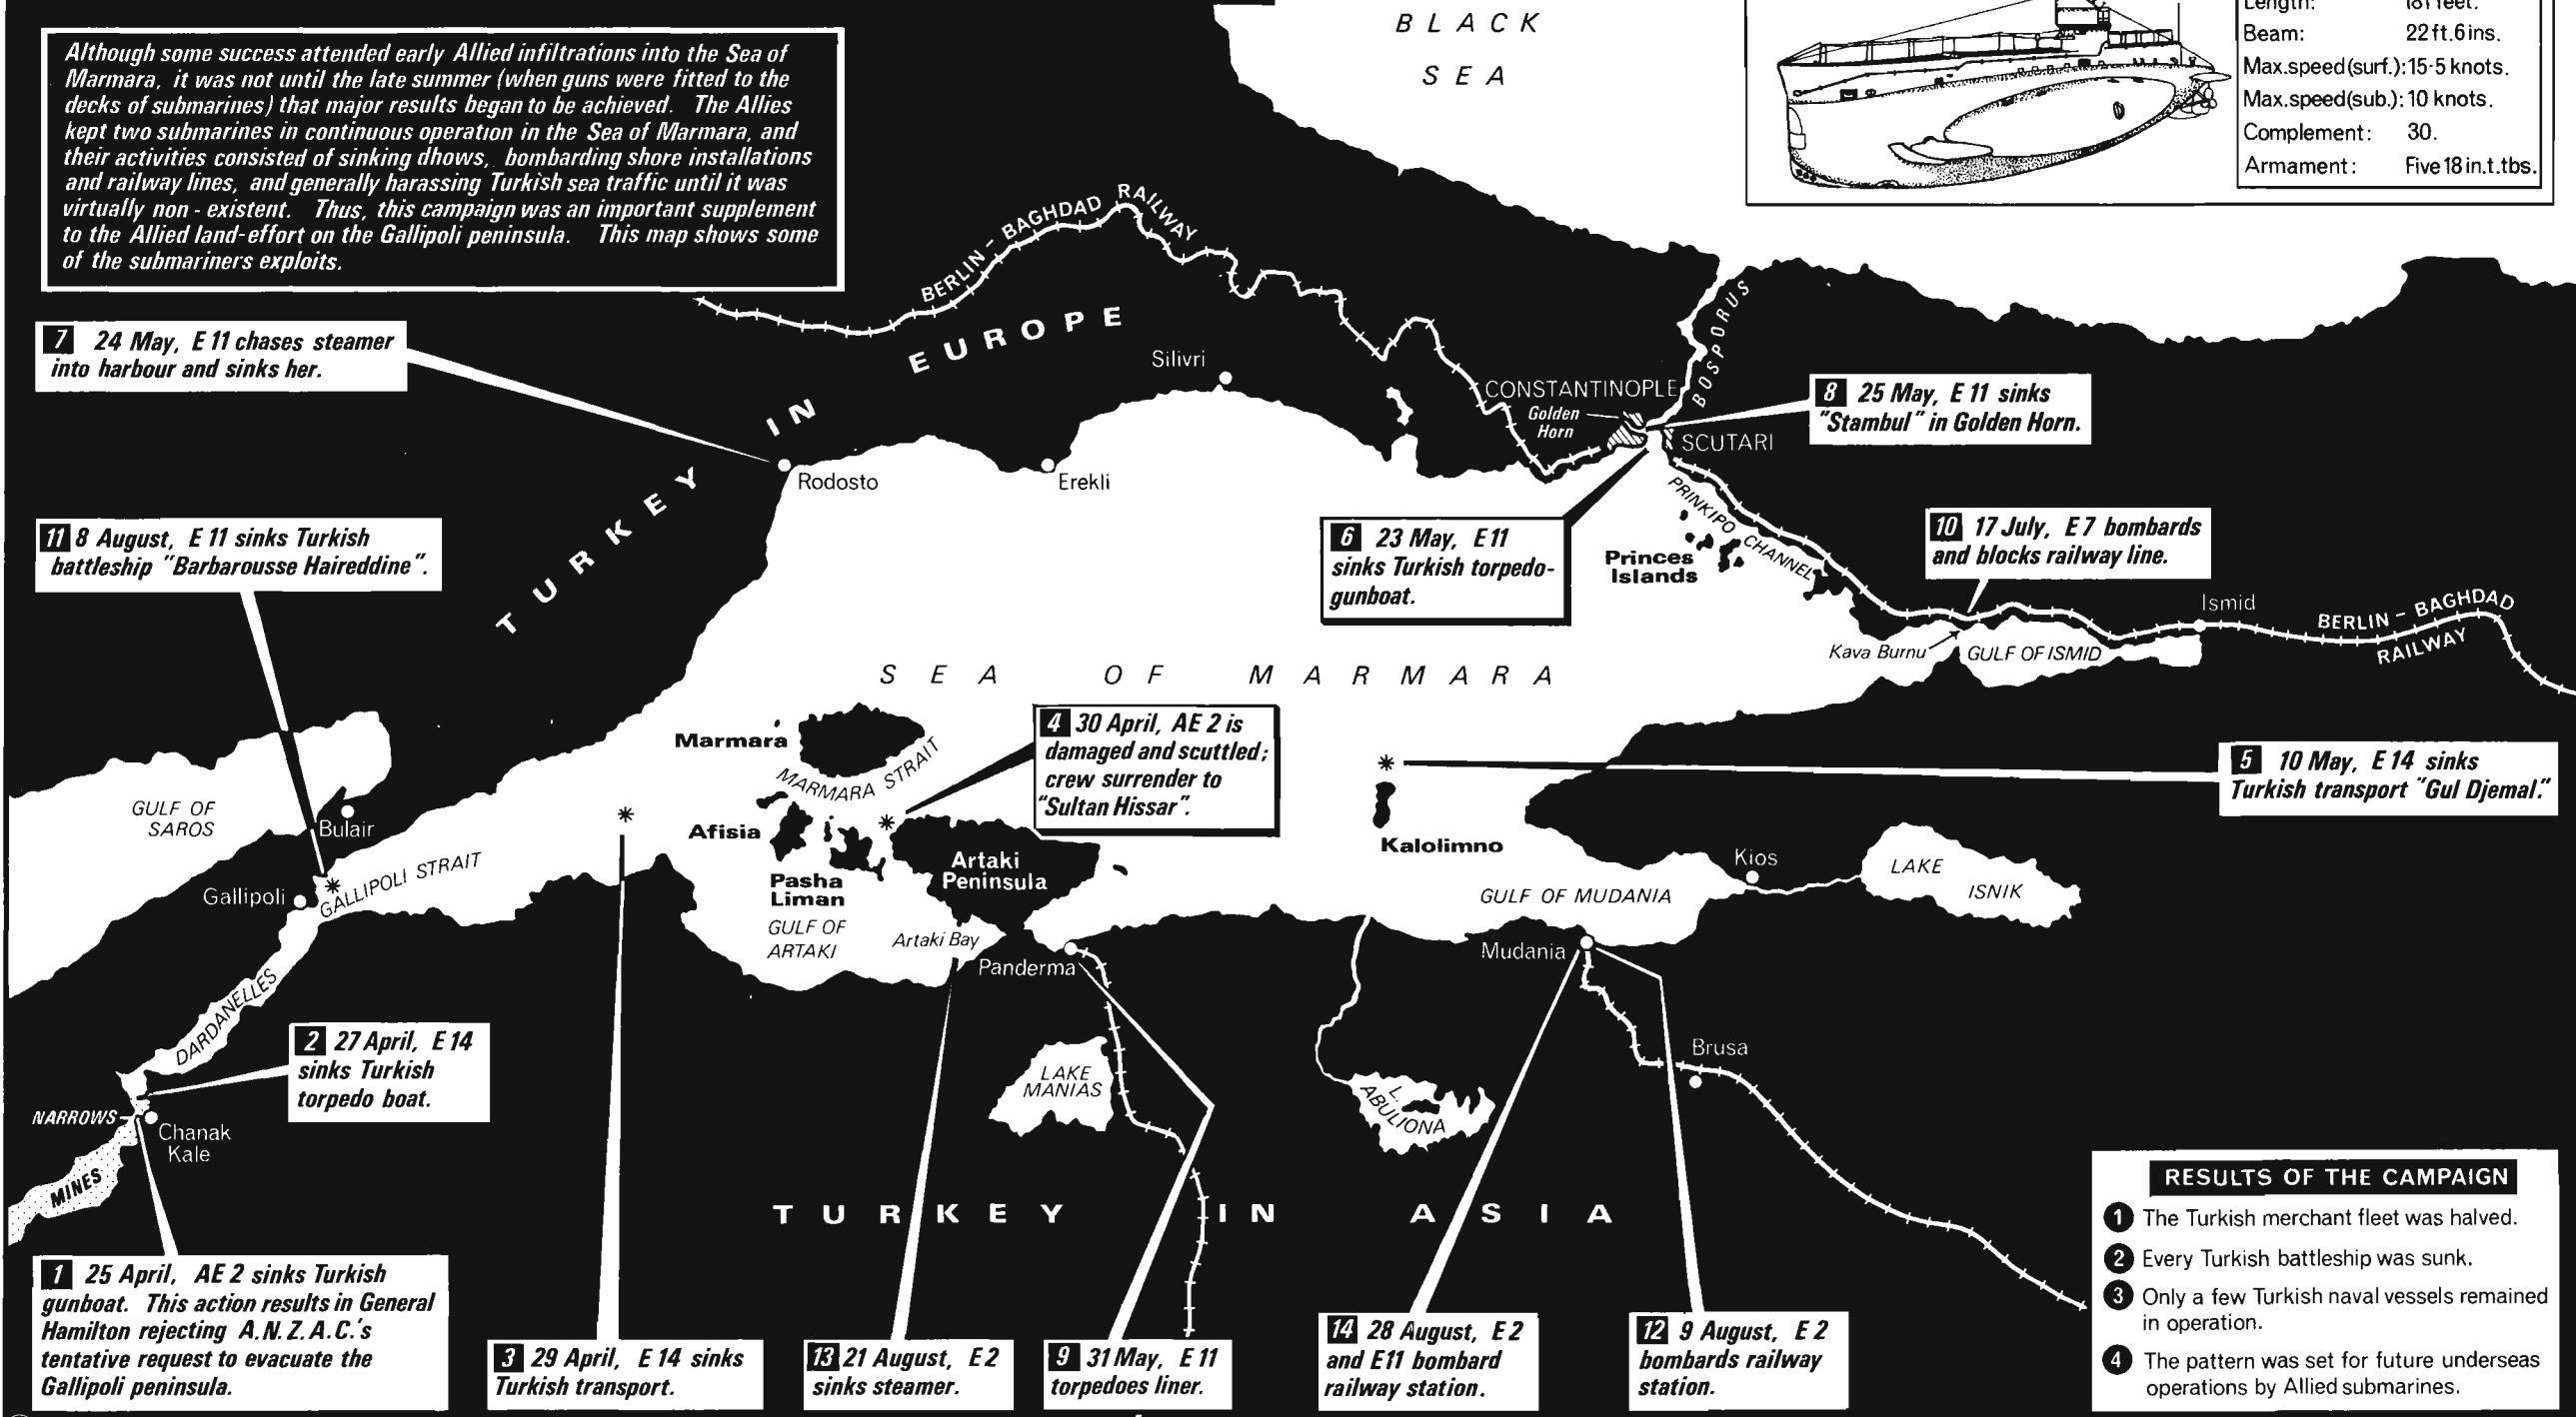 Although some success attended early Allied infiltrations into the Sea of
Marmara, it was not until the late summer (when guns were fitted to the
decks of submarines) that major results began to be achieved. The Allies
kept two submarines in continuous operation in the Sea of Marmara, and
their activities consisted of sinking dhows, bombarding shore installations
and railway lines, and generally harassing Turkish sea traffic until it was
virtually non-existent. Thus, this campaign was an important supplement
to the Allied land-effort on the Gallipoli peninsula. This map shows some
of the submariners exploits.
BLACK
SEA
Length: 181 feet.
Beam: 22 ft. 6 ins.
Max. speed (surf.): 15·5 knots.
Max. speed (sub.): 10 knots.
Complement: 30.
Armament: Five 18 in. t. tbs.
BERLIN - BAGHDAD RAILWAY
TURKEY IN EUROPE
7 24 May, E 11 chases steamer
into harbour and sinks her.
Silivri
CONSTANTINOPLE
Golden
Horn
BOSPORUS
SCUTARI
8 25 May, E 11 sinks
"Stambul" in Golden Horn.
Rodosto
Erekli
11 8 August, E 11 sinks Turkish
battleship "Barbarousse Haireddine".
6 23 May, E 11
sinks Turkish torpedo-
gunboat.
PRINKIPO CHANNEL
Princes
Islands
10 17 July, E 7 bombards
and blocks railway line.
Ismid
BERLIN - BAGHDAD
RAILWAY
Kava Burnu
GULF OF ISMID
SEA OF MARMARA
Marmara
MARMARA STRAIT
4 30 April, AE 2 is
damaged and scuttled;
crew surrender to
"Sultan Hissar".
5 10 May, E 14 sinks
Turkish transport "Gul Djemal."
GULF OF
SAROS
Bulair
Afisia
Artaki
Peninsula
Kalolimno
Kios
LAKE
ISNIK
Gallipoli
GALLIPOLI STRAIT
Pasha
Liman
GULF OF
ARTAKI
Artaki Bay
Panderma
GULF OF MUDANIA
Mudania
DARDANELLES
2 27 April, E 14
sinks Turkish
torpedo boat.
LAKE
MANIAS
L.
ABULIONA
Brusa
NARROWS
Chanak
Kale
MINES
TURKEY IN ASIA
1 25 April, AE 2 sinks Turkish
gunboat. This action results in General
Hamilton rejecting A.N.Z.A.C.'s
tentative request to evacuate the
Gallipoli peninsula.
3 29 April, E 14 sinks
Turkish transport.
13 21 August, E 2
sinks steamer.
9 31 May, E 11
torpedoes liner.
14 28 August, E 2
and E11 bombard
railway station.
12 9 August, E 2
bombards railway
station.
RESULTS OF THE CAMPAIGN
1 The Turkish merchant fleet was halved.
2 Every Turkish battleship was sunk.
3 Only a few Turkish naval vessels remained
in operation.
4 The pattern was set for future underseas
operations by Allied submarines.